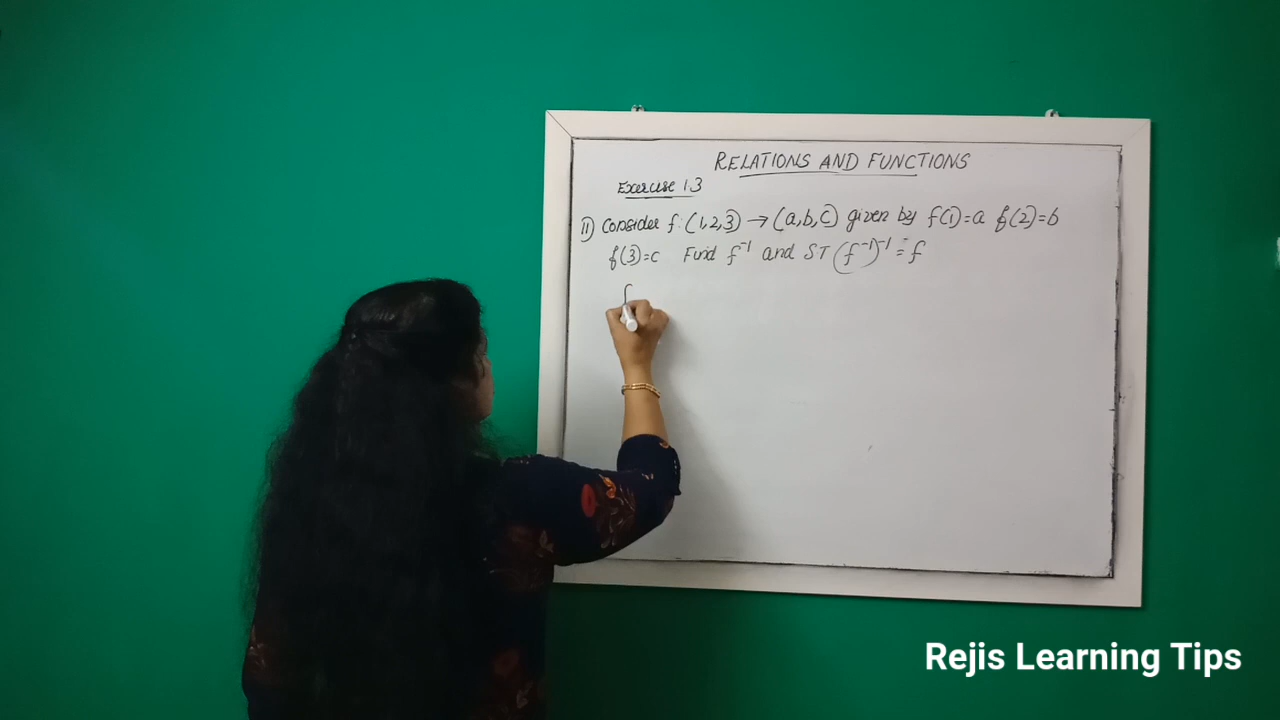 RELATIONS AND FUNCTIONS
Exercise 1.3
11) Consider f: (1,2,3) → (a,b,c) given by f(1)=a f(2)=b
f(3)=c Find f⁻¹ and ST (f⁻¹)⁻¹ = f
f
Rejis Learning Tips